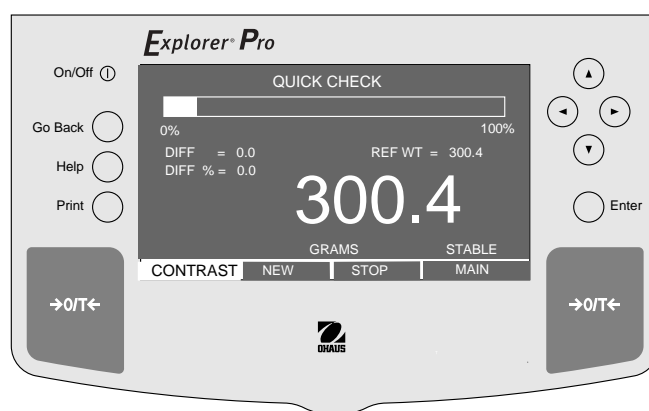 Explorer® Pro
On/Off
Go Back
Help
Print
QUICK CHECK
0% 100%
DIFF = 0.0 REF WT = 300.4
DIFF % = 0.0
300.4
GRAMS STABLE
CONTRAST NEW STOP MAIN
Enter
→0/T← →0/T←
OHAUS